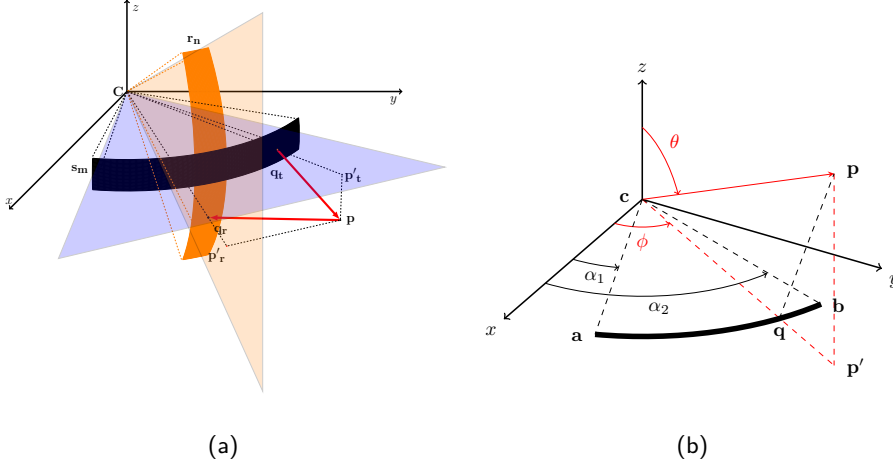 z
r_n
C
y
s_m
q_t
p'_t
x
q_r
p
p'_r
(a)
z
θ
p
c
ϕ
α_1
y
α_2
x
a
b
q
p'
(b)